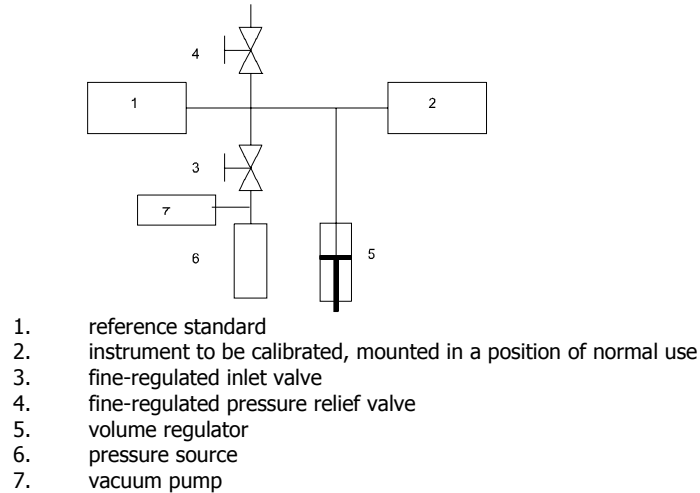 4
1
2
3
7
6
5
1. reference standard
2. instrument to be calibrated, mounted in a position of normal use
3. fine-regulated inlet valve
4. fine-regulated pressure relief valve
5. volume regulator
6. pressure source
7. vacuum pump